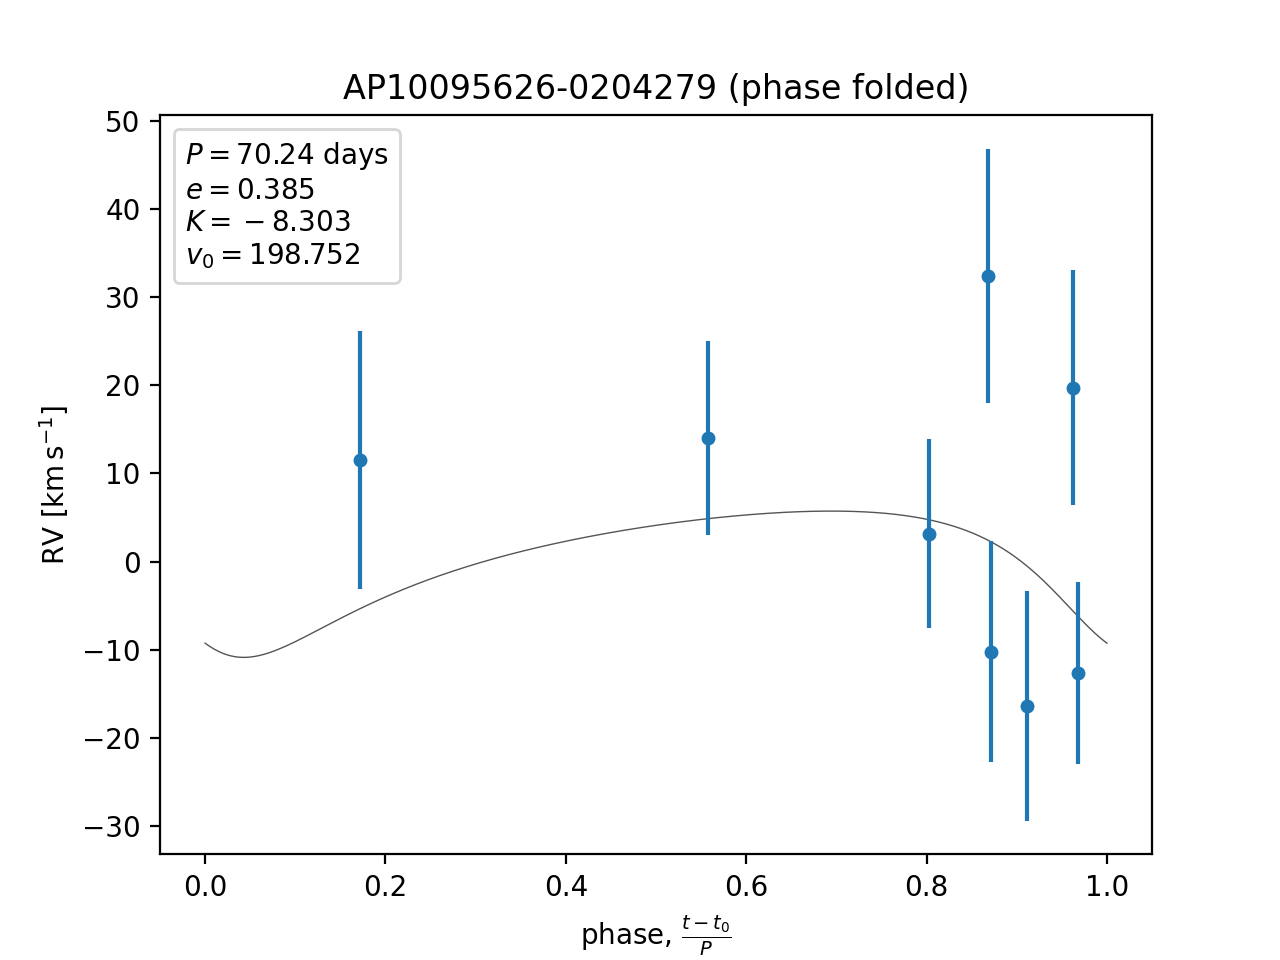 AP10095626-0204279 (phase folded)
P = 70.24 days
e = 0.385
K = −8.303
v₀ = 198.752
50
40
30
20
10
0
−10
−20
−30
RV [km s⁻¹]
0.0 0.2 0.4 0.6 0.8 1.0
phase, (t − t₀)/P